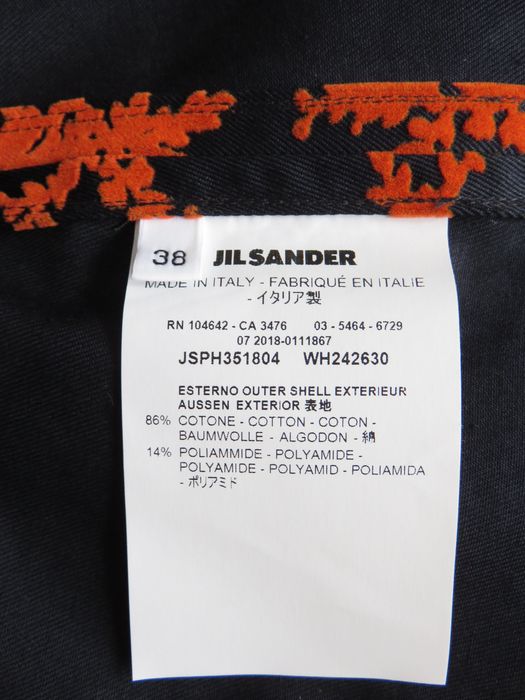 38 JIL SANDER
MADE IN ITALY - FABRIQUÉ EN ITALIE
- イタリア製
RN 104642 - CA 3476 03 - 5464 - 6729
07 2018-0111867
JSPH351804 WH242630
ESTERNO OUTER SHELL EXTERIEUR
AUSSEN EXTERIOR 表地
86% COTONE - COTTON - COTON -
BAUMWOLLE - ALGODON - 綿
14% POLIAMMIDE - POLYAMIDE -
POLYAMIDE - POLYAMID - POLIAMIDA
- ポリアミド